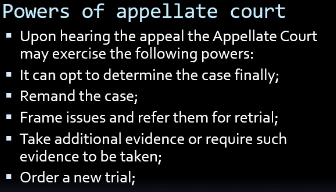 Powers of appellate court
▪ Upon hearing the appeal the Appellate Court
may exercise the following powers:
▪ It can opt to determine the case finally;
▪ Remand the case;
▪ Frame issues and refer them for retrial;
▪ Take additional evidence or require such
evidence to be taken;
▪ Order a new trial;